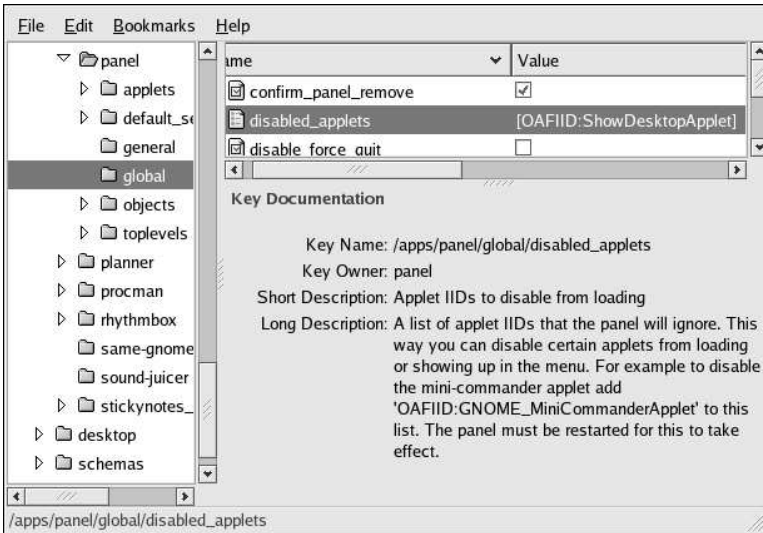 File Edit Bookmarks Help
panel
applets
default_se
general
global
objects
toplevels
planner
procman
rhythmbox
same-gnome
sound-juicer
stickynotes_
desktop
schemas
ame Value
confirm_panel_remove
disabled_applets [OAFIID:ShowDesktopApplet]
disable_force_quit
Key Documentation
Key Name: /apps/panel/global/disabled_applets
Key Owner: panel
Short Description: Applet IIDs to disable from loading
Long Description: A list of applet IIDs that the panel will ignore. This
way you can disable certain applets from loading
or showing up in the menu. For example to disable
the mini-commander applet add
'OAFIID:GNOME_MiniCommanderApplet' to this
list. The panel must be restarted for this to take
effect.
/apps/panel/global/disabled_applets